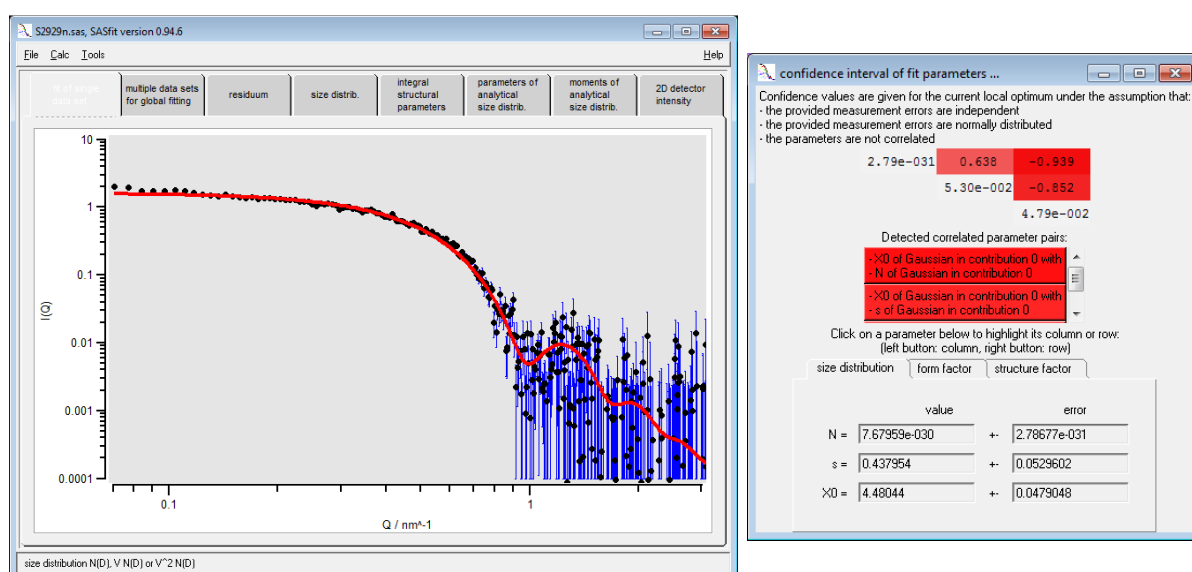 S2929n.sas, SASfit version 0.94.6
File Calc Tools Help
N of single
data set
multiple data sets
for global fitting
residuum
size distrib.
integral
structural
parameters
parameters of
analytical
size distrib.
moments of
analytical
size distrib.
2D detector
intensity
10
1
0.1
0.01
0.001
0.0001
I(Q)
0.1
1
Q / nm^-1
size distribution N(D), V N(D) or V^2 N(D)
confidence interval of fit parameters ...
Confidence values are given for the current local optimum under the assumption that:
- the provided measurement errors are independent
- the provided measurement errors are normally distributed
- the parameters are not correlated
2.79e-031 0.638 -0.939
5.30e-002 -0.852
4.79e-002
Detected correlated parameter pairs:
- X0 of Gaussian in contribution 0 with
- N of Gaussian in contribution 0
- X0 of Gaussian in contribution 0 with
- s of Gaussian in contribution 0
Click on a parameter below to highlight its column or row:
(left button: column, right button: row)
size distribution form factor structure factor
value error
N = 7.67959e-030 +- 2.78677e-031
s = 0.437954 +- 0.0529602
X0 = 4.48044 +- 0.0479048